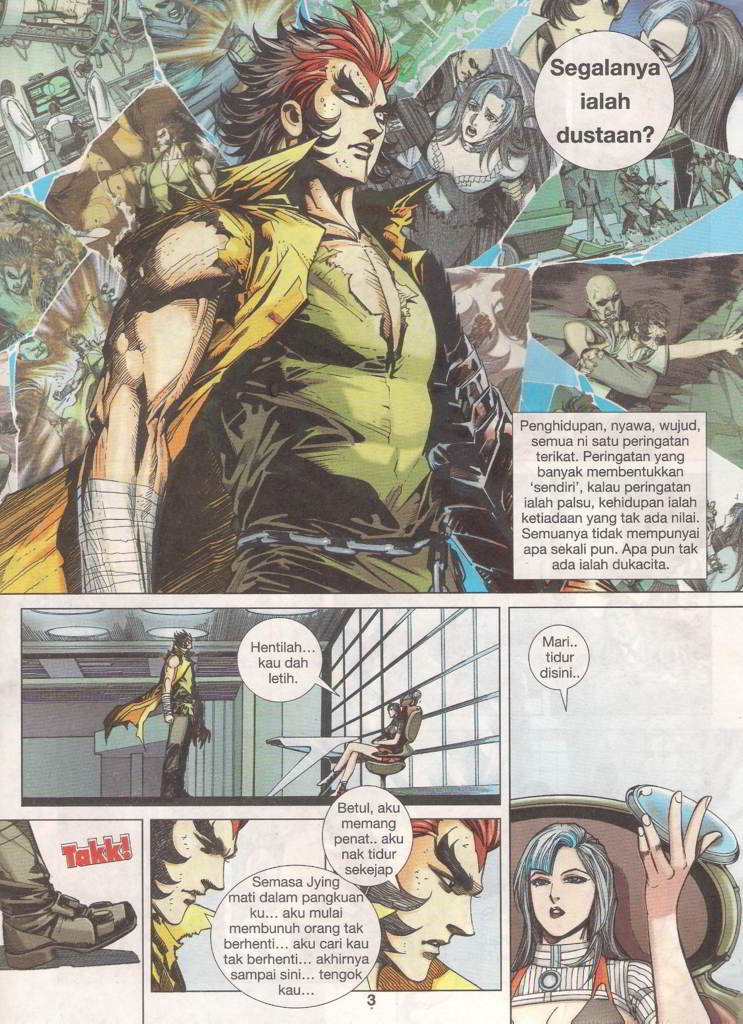 Segalanya
ialah
dustaan?
Penghidupan, nyawa, wujud,
semua ni satu peringatan
terikat. Peringatan yang
banyak membentukkan
‘sendiri’, kalau peringatan
ialah palsu, kehidupan ialah
ketiadaan yang tak ada nilai.
Semuanya tidak mempunyai
apa sekali pun. Apa pun tak
ada ialah dukacita.
Hentilah...
kau dah
letih.
Mari..
tidur
disini..
Takk!
Betul, aku
memang
penat.. aku
nak tidur
sekejap
Semasa Jying
mati dalam pangkuan
ku... aku mulai
membunuh orang tak
berhenti... aku cari kau
tak berhenti... akhirnya
sampai sini... tengok
kau...
3